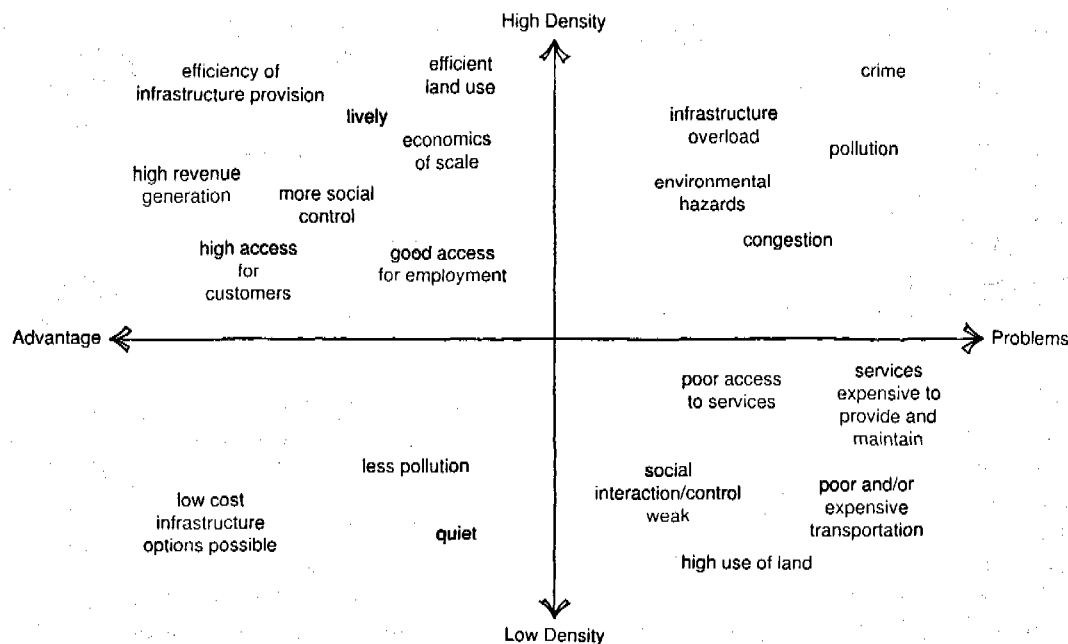 High Density
efficiency of
infrastructure provision
efficient
land use
lively
economics
of scale
high revenue
generation
more social
control
high access
for
customers
good access
for employment
crime
infrastructure
overload
pollution
environmental
hazards
congestion
Advantage
Problems
less pollution
low cost
infrastructure
options possible
quiet
poor access
to services
services
expensive to
provide and
maintain
social
interaction/control
weak
poor and/or
expensive
transportation
high use of land
Low Density